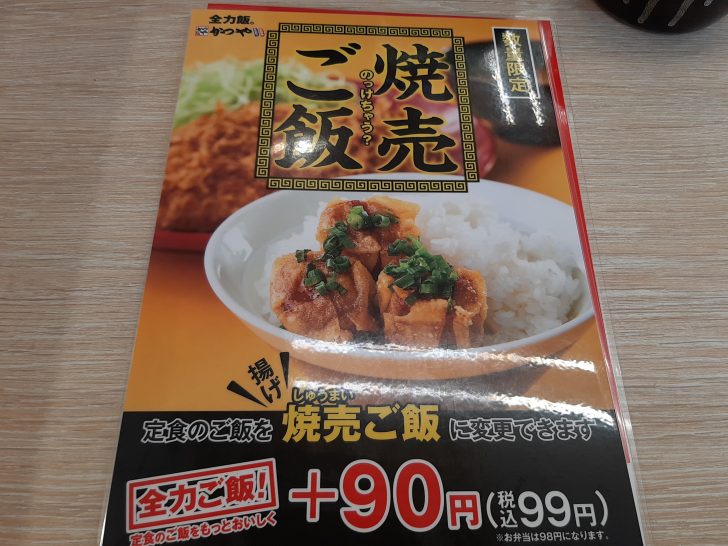 全力飯。
かつや
数量限定
焼売
のっけちゃう？
ご飯
揚げ
しゅうまい
定食のご飯を焼売ご飯に変更できます
全力ご飯！
定食のご飯をもっとおいしく
+90円(税込99円)
※お弁当は98円になります。